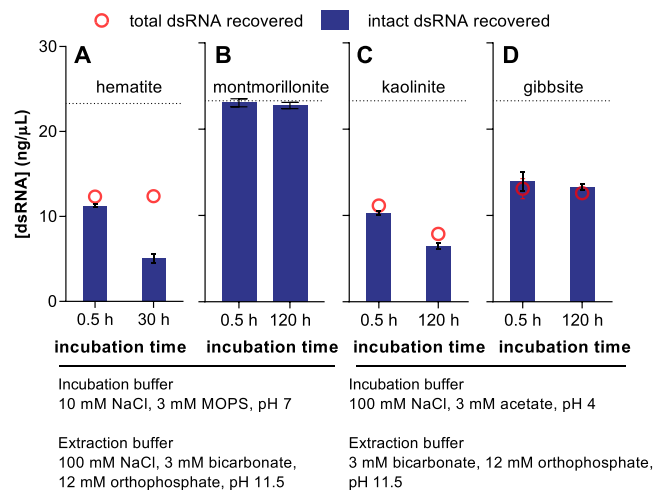 total dsRNA recovered intact dsRNA recovered
A B C D
hematite montmorillonite kaolinite gibbsite
[dsRNA] (ng/µL)
30
20
10
0
0.5 h 30 h 0.5 h 120 h 0.5 h 120 h 0.5 h 120 h
incubation time incubation time incubation time incubation time
Incubation buffer
10 mM NaCl, 3 mM MOPS, pH 7
Extraction buffer
100 mM NaCl, 3 mM bicarbonate,
12 mM orthophosphate, pH 11.5
Incubation buffer
100 mM NaCl, 3 mM acetate, pH 4
Extraction buffer
3 mM bicarbonate, 12 mM orthophosphate,
pH 11.5